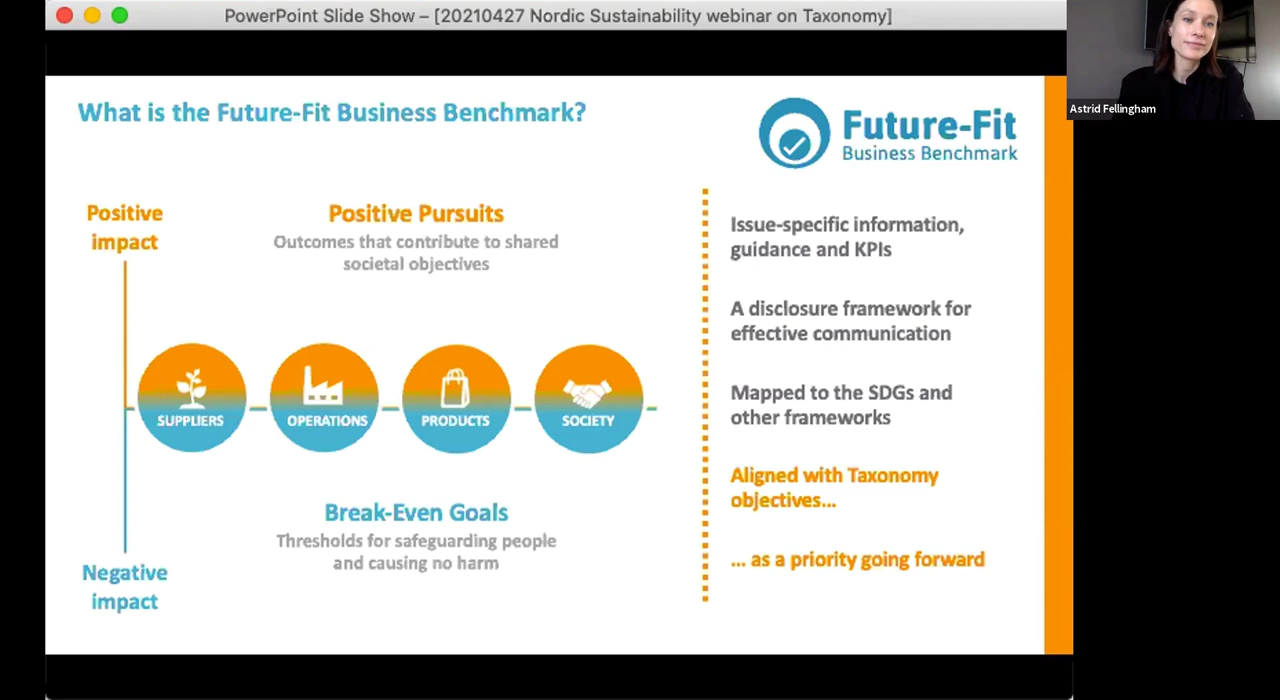 PowerPoint Slide Show – [20210427 Nordic Sustainability webinar on Taxonomy]
Astrid Fellingham
What is the Future-Fit Business Benchmark?
Future-Fit
Business Benchmark
Positive
impact
Positive Pursuits
Outcomes that contribute to shared
societal objectives
SUPPLIERS
OPERATIONS
PRODUCTS
SOCIETY
Break-Even Goals
Thresholds for safeguarding people
and causing no harm
Negative
impact
Issue-specific information,
guidance and KPIs
A disclosure framework for
effective communication
Mapped to the SDGs and
other frameworks
Aligned with Taxonomy
objectives...
... as a priority going forward